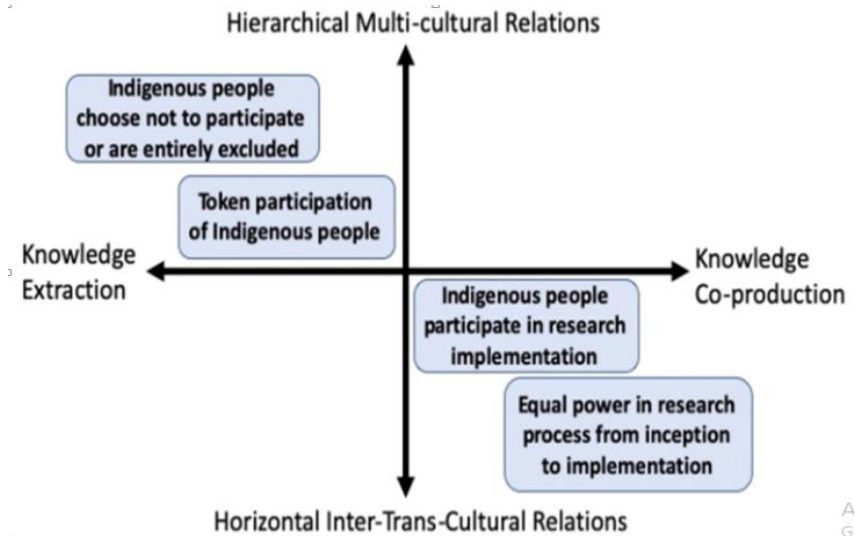 Hierarchical Multi-cultural Relations
Indigenous people
choose not to participate
or are entirely excluded
Token participation
of Indigenous people
Knowledge
Extraction
Knowledge
Co-production
Indigenous people
participate in research
implementation
Equal power in research
process from inception
to implementation
Horizontal Inter-Trans-Cultural Relations
A
G